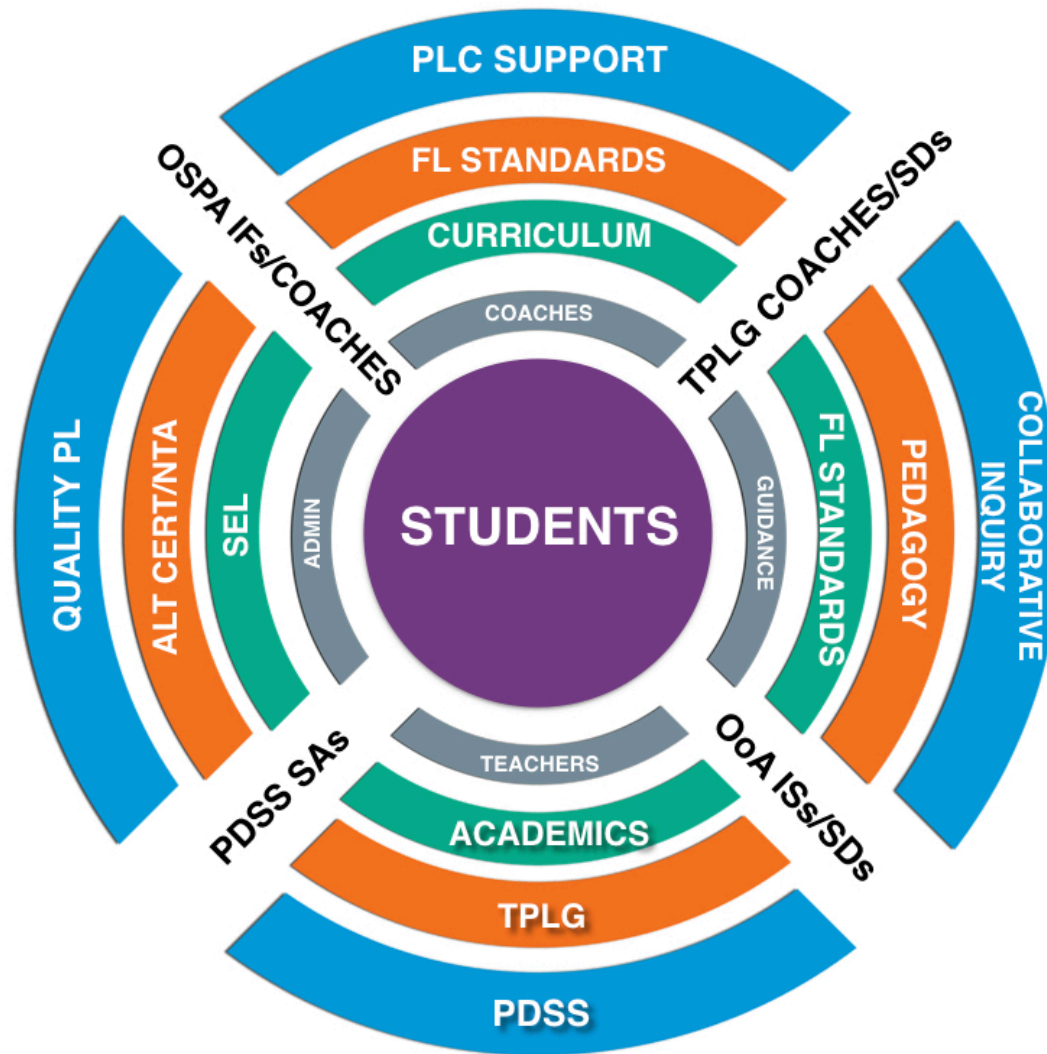 PLC SUPPORT
FL STANDARDS
CURRICULUM
COACHES
OSPA IFs/COACHES
TPLG COACHES/SDs
QUALITY PL
ALT CERT/NTA
SEL
ADMIN
STUDENTS
GUIDANCE
FL STANDARDS
PEDAGOGY
COLLABORATIVE
INQUIRY
PDSS SAs
OoA ISs/SDs
TEACHERS
ACADEMICS
TPLG
PDSS